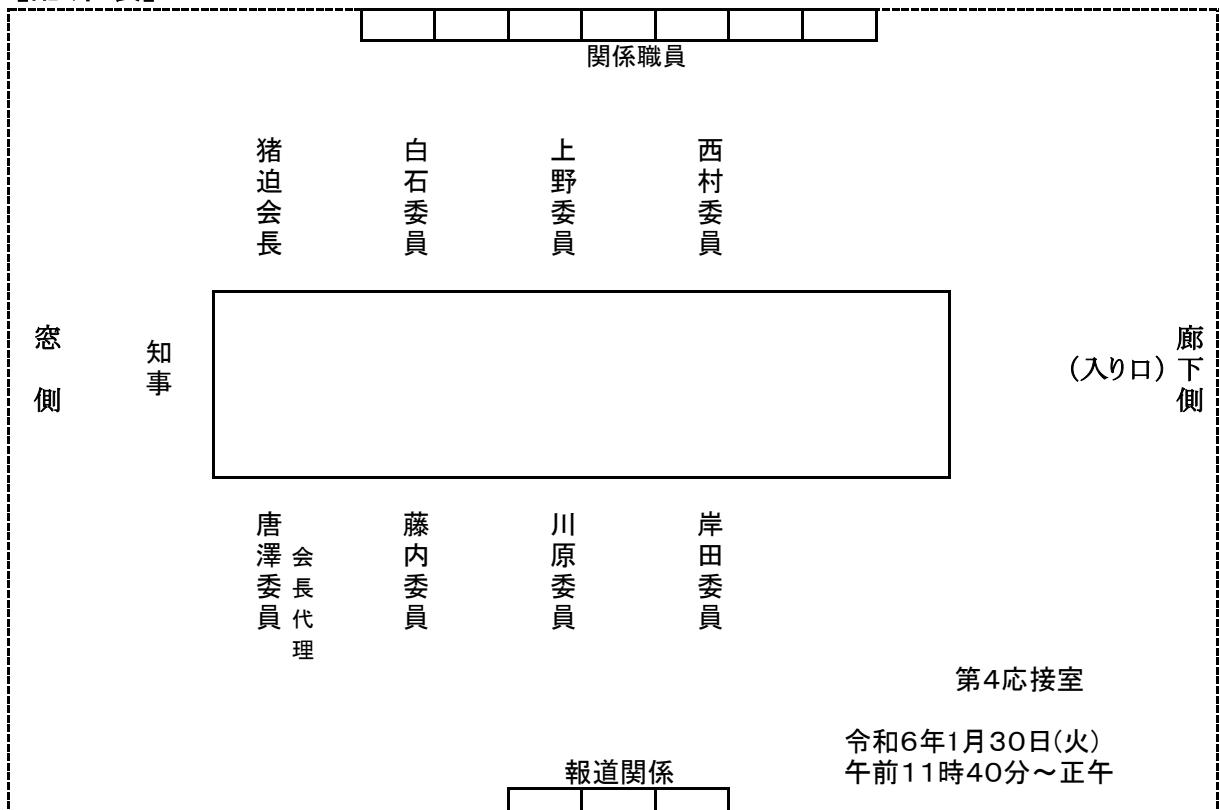 関係職員
猪迫会長
白石委員
上野委員
西村委員
窓側
知事
廊下側
(入り口)
唐澤委員
会長代理
藤内委員
川原委員
岸田委員
第4応接室
令和6年1月30日(火)
午前11時40分～正午
報道関係